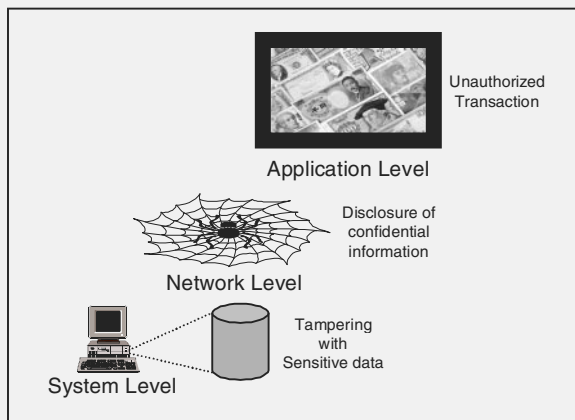 Unauthorized
Transaction
Application Level
Disclosure of
confidential
information
Network Level
Tampering
with
Sensitive data
System Level